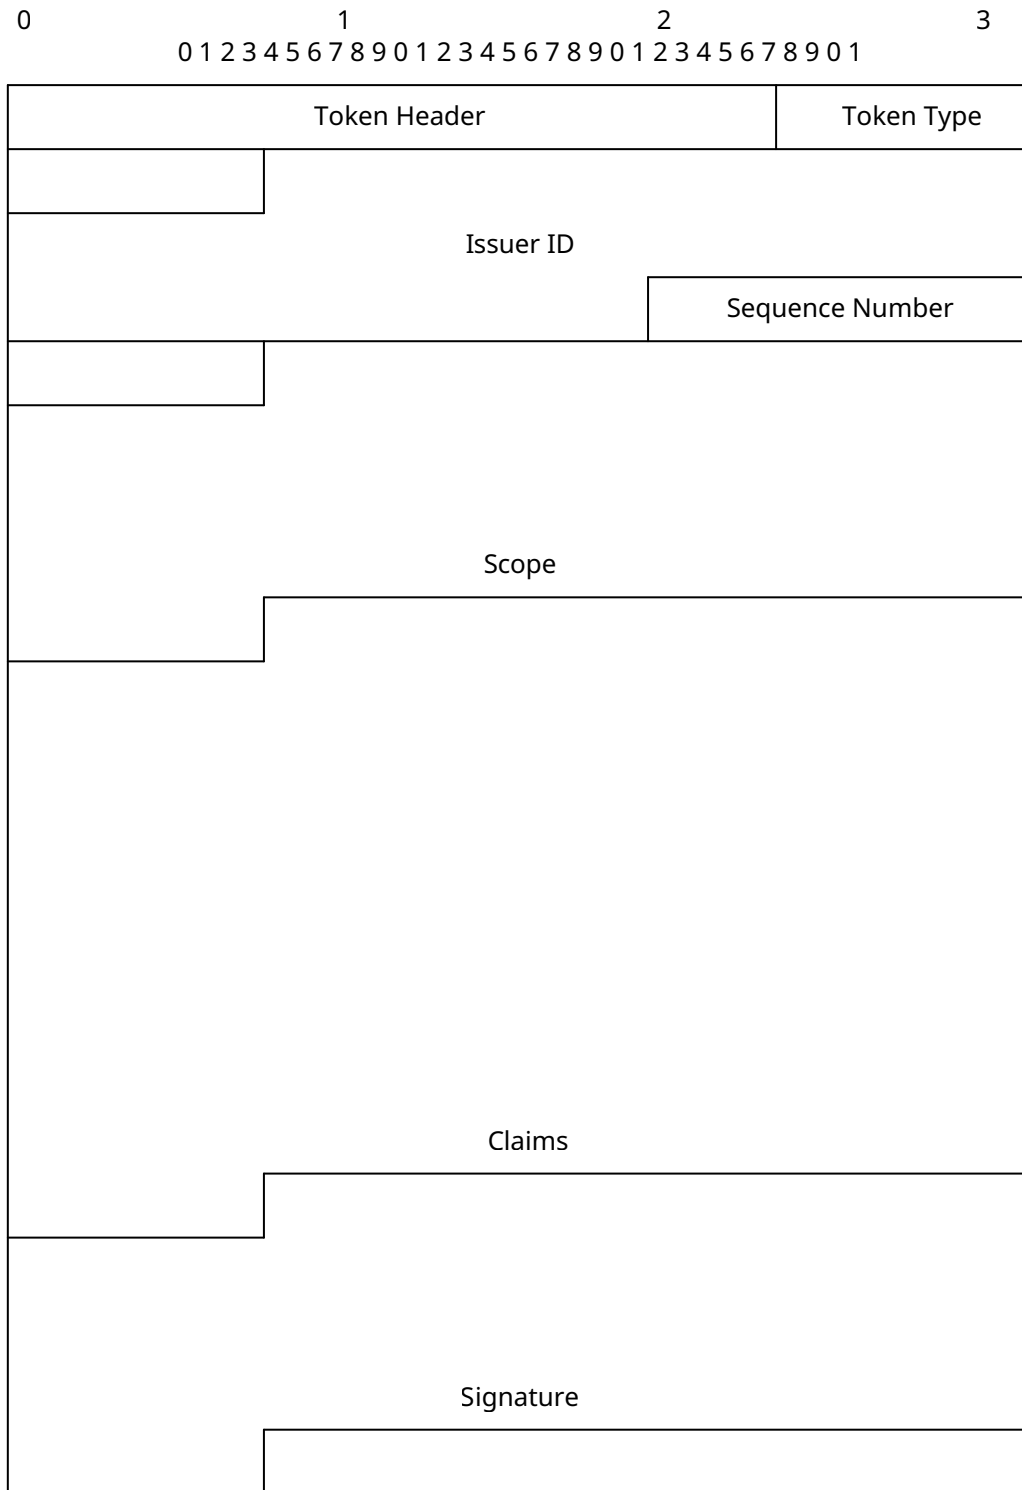 0 1 2 3
0 1 2 3 4 5 6 7 8 9 0 1 2 3 4 5 6 7 8 9 0 1 2 3 4 5 6 7 8 9 0 1
Token Header Token Type
Issuer ID
Sequence Number
Scope
Claims
Signature